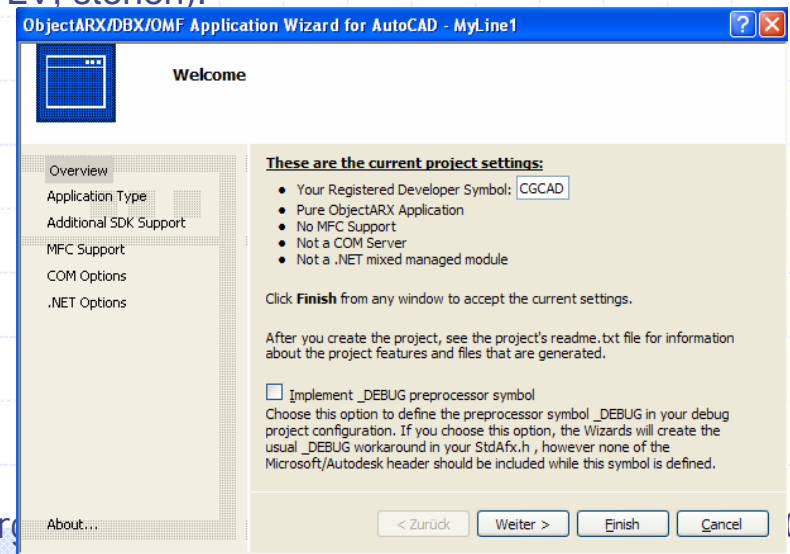 ObjectARX/DBX/OMF Application Wizard for AutoCAD - MyLine1
Welcome
Overview
Application Type
Additional SDK Support
MFC Support
COM Options
.NET Options
About...
These are the current project settings:
Your Registered Developer Symbol: CGCAD
Pure ObjectARX Application
No MFC Support
Not a COM Server
Not a .NET mixed managed module
Click Finish from any window to accept the current settings.
After you create the project, see the project's readme.txt file for information
about the project features and files that are generated.
Implement _DEBUG preprocessor symbol
Choose this option to define the preprocessor symbol _DEBUG in your debug
project configuration. If you choose this option, the Wizards will create the
usual _DEBUG workaround in your StdAfx.h , however none of the
Microsoft/Autodesk header should be included while this symbol is defined.
< Zurück Weiter > Finish Cancel